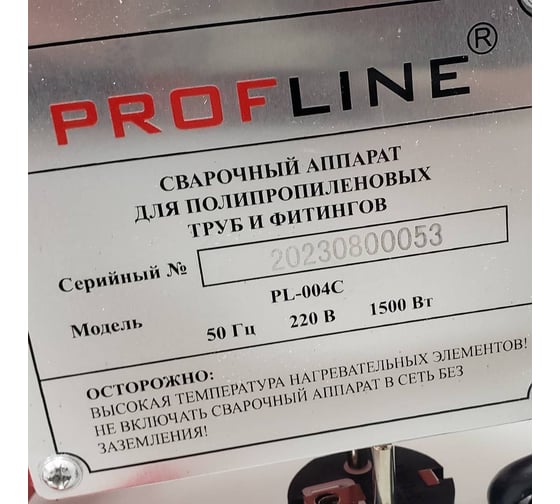 PROFLINE®
СВАРОЧНЫЙ АППАРАТ
ДЛЯ ПОЛИПРОПИЛЕНОВЫХ
ТРУБ И ФИТИНГОВ
Серийный № 20230800053
Модель PL-004C
50 Гц 220 В 1500 Вт
ОСТОРОЖНО:
ВЫСОКАЯ ТЕМПЕРАТУРА НАГРЕВАТЕЛЬНЫХ ЭЛЕМЕНТОВ!
НЕ ВКЛЮЧАТЬ СВАРОЧНЫЙ АППАРАТ В СЕТЬ БЕЗ
ЗАЗЕМЛЕНИЯ!